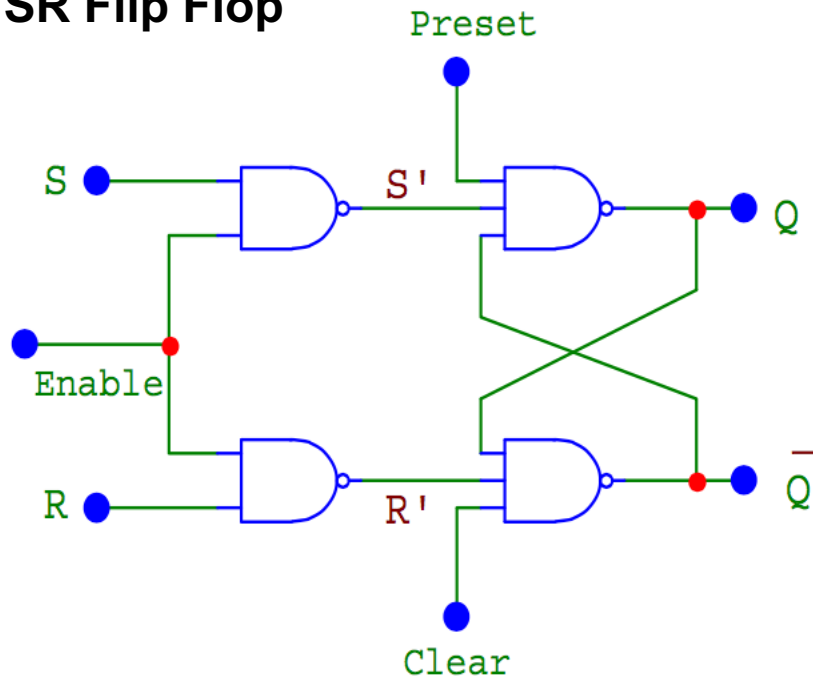 SR Flip Flop
Preset
S
S'
Q
Enable
R
R'
Q̅
Clear